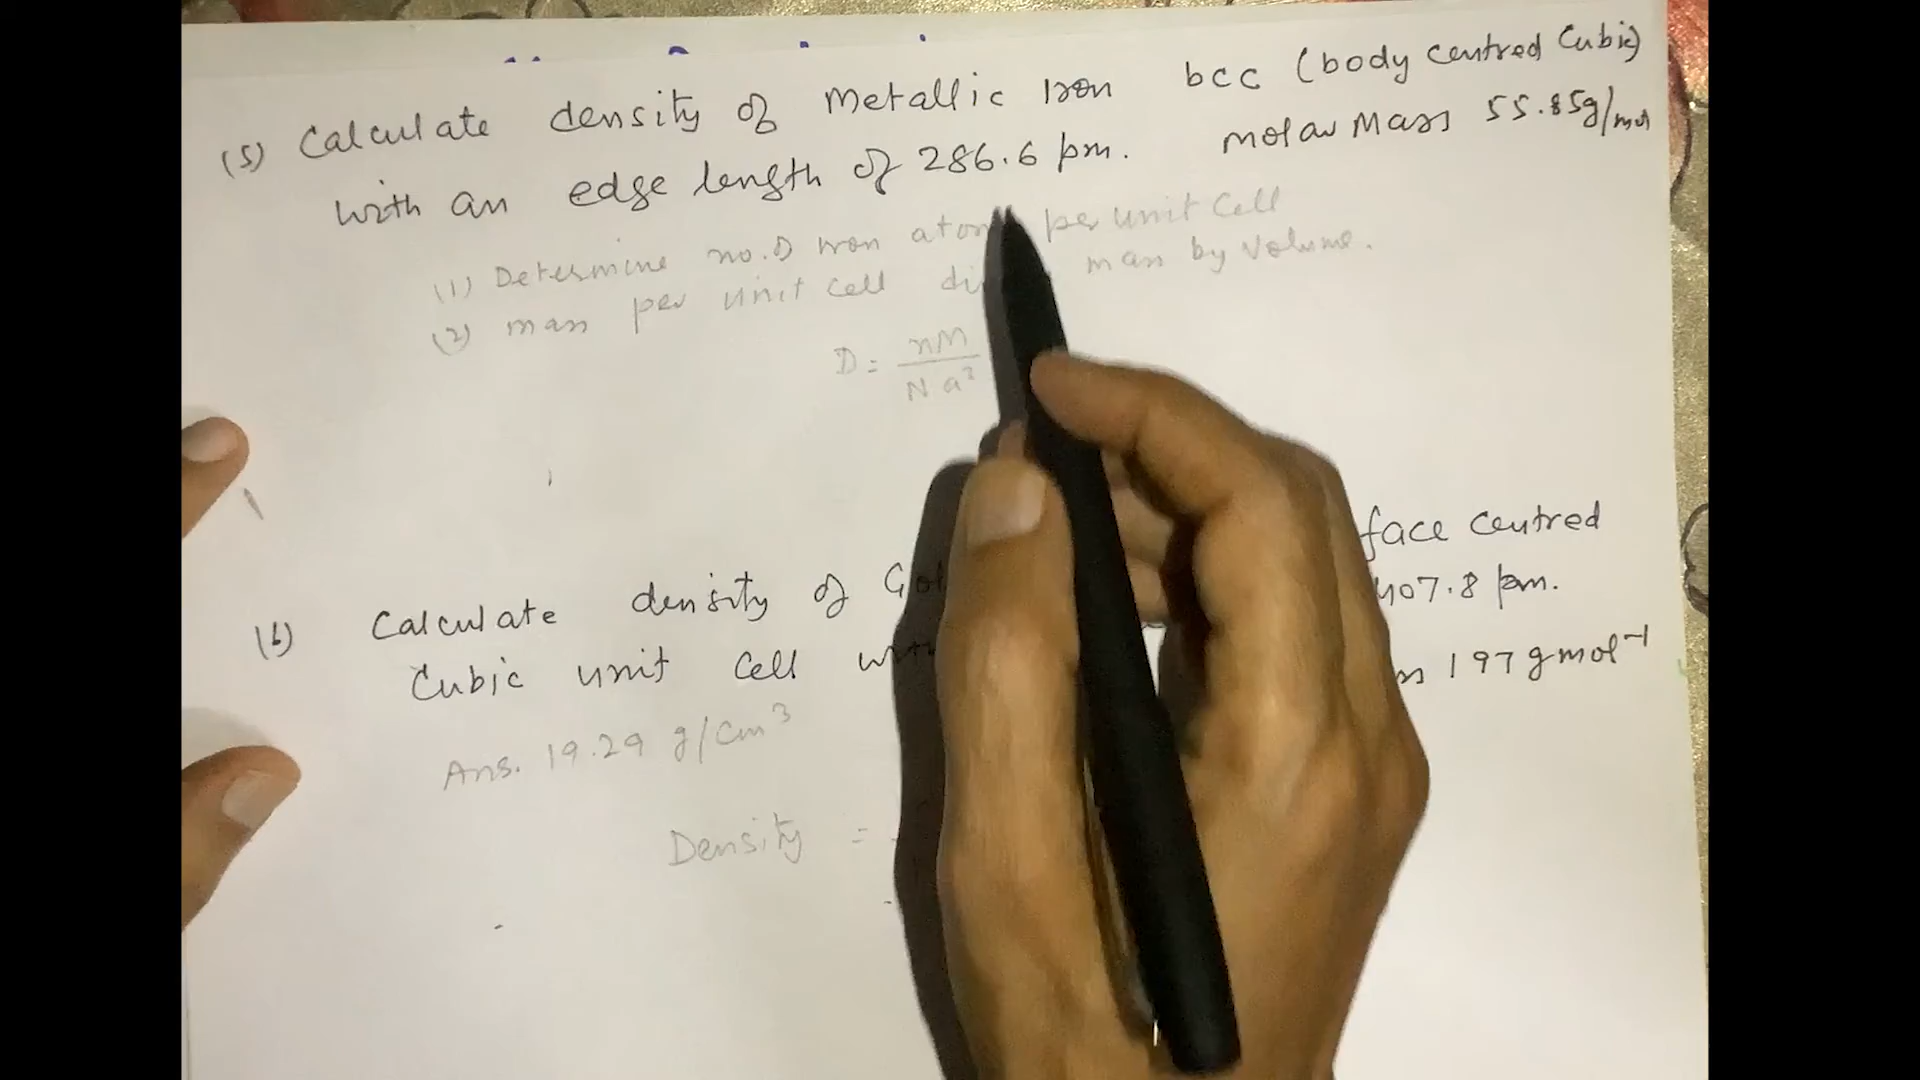 (5) Calculate density of Metallic Iron bcc (body centred Cubic)
with an edge length of 286.6 pm. molar Mass 55.85g/mol
(1) Determine no. of iron atoms per unit Cell
(2) mass per unit cell mass by Volume.
D = nM / N a³
(6) Calculate density of face centred
Cubic unit Cell 407.8 pm.
197 g mol⁻¹
Ans. 19.29 g/cm³
Density =